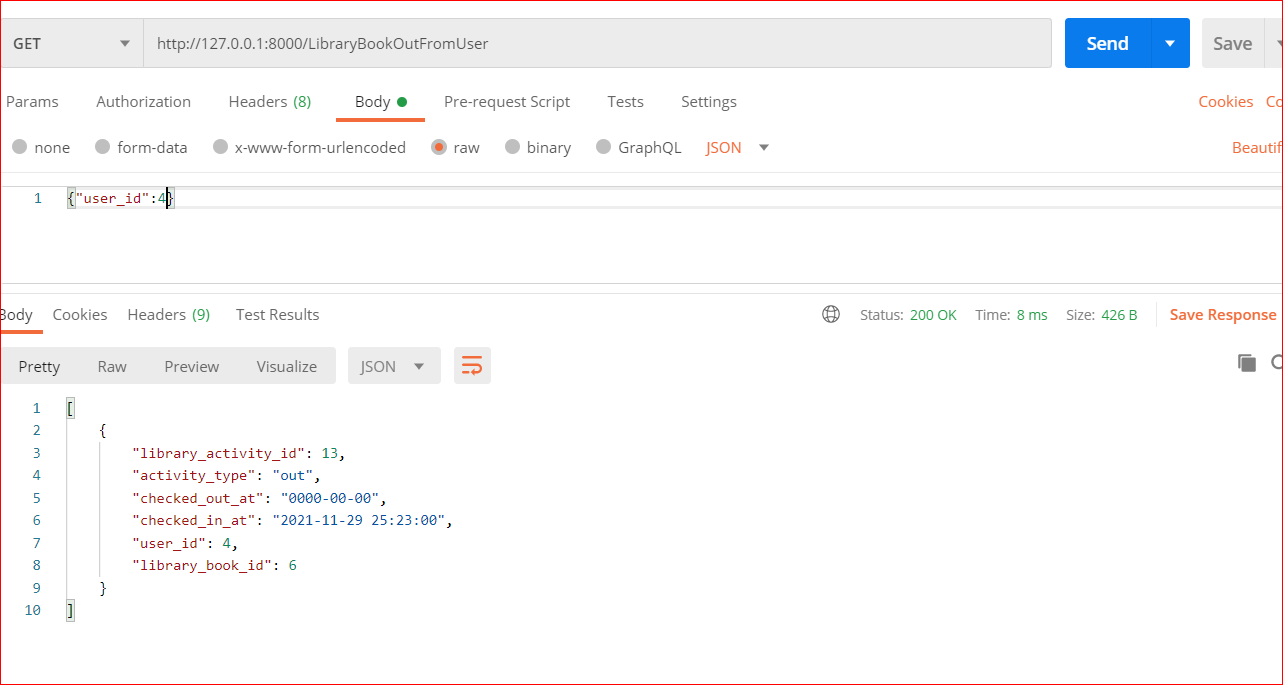 GET http://127.0.0.1:8000/LibraryBookOutFromUser Send Save
Params Authorization Headers (8) Body Pre-request Script Tests Settings Cookies Co
none form-data x-www-form-urlencoded raw binary GraphQL JSON Beautif
1 {"user_id":4}
Body Cookies Headers (9) Test Results Status: 200 OK Time: 8 ms Size: 426 B Save Response
Pretty Raw Preview Visualize JSON
1 [
2 {
3 "library_activity_id": 13,
4 "activity_type": "out",
5 "checked_out_at": "0000-00-00",
6 "checked_in_at": "2021-11-29 25:23:00",
7 "user_id": 4,
8 "library_book_id": 6
9 }
10 ]